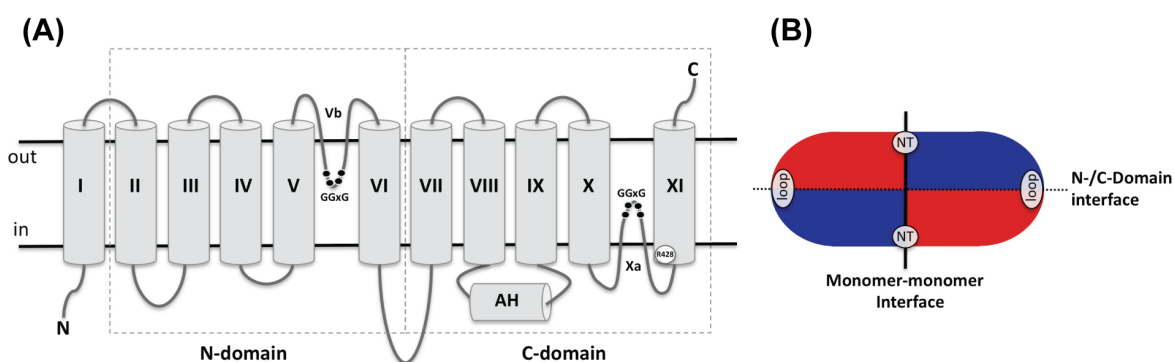 (A)
C
Vb
out
I
II
III
IV
V
GGxG
VI
VII
VIII
IX
X
GGxG
XI
in
R428
Xa
N
AH
N-domain
C-domain
(B)
NT
loop
loop
N-/C-Domain
interface
NT
Monomer-monomer
Interface